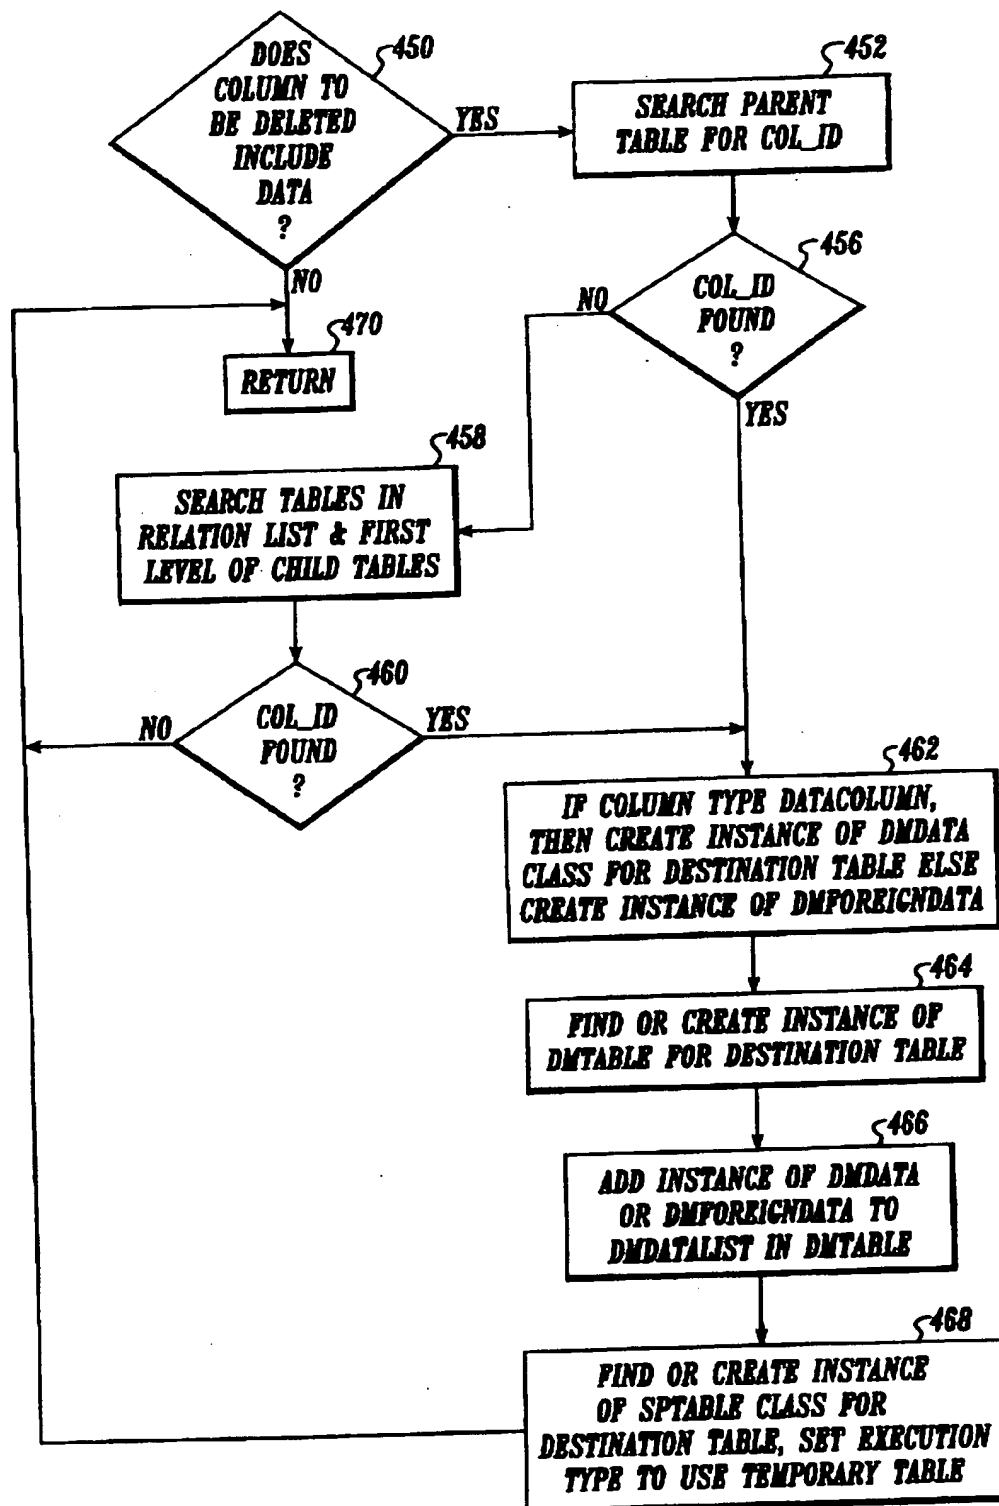 450
DOES
COLUMN TO
BE DELETED
INCLUDE
DATA
?
YES
NO
452
SEARCH PARENT
TABLE FOR COL_ID
456
COL_ID
FOUND
?
NO
YES
470
RETURN
458
SEARCH TABLES IN
RELATION LIST & FIRST
LEVEL OF CHILD TABLES
460
COL_ID
FOUND
?
NO
YES
462
IF COLUMN TYPE DATACOLUMN,
THEN CREATE INSTANCE OF DMDATA
CLASS FOR DESTINATION TABLE ELSE
CREATE INSTANCE OF DMFOREIGNDATA
464
FIND OR CREATE INSTANCE OF
DMTABLE FOR DESTINATION TABLE
466
ADD INSTANCE OF DMDATA
OR DMFOREIGNDATA TO
DMDATALIST IN DMTABLE
468
FIND OR CREATE INSTANCE
OF SPTABLE CLASS FOR
DESTINATION TABLE, SET EXECUTION
TYPE TO USE TEMPORARY TABLE